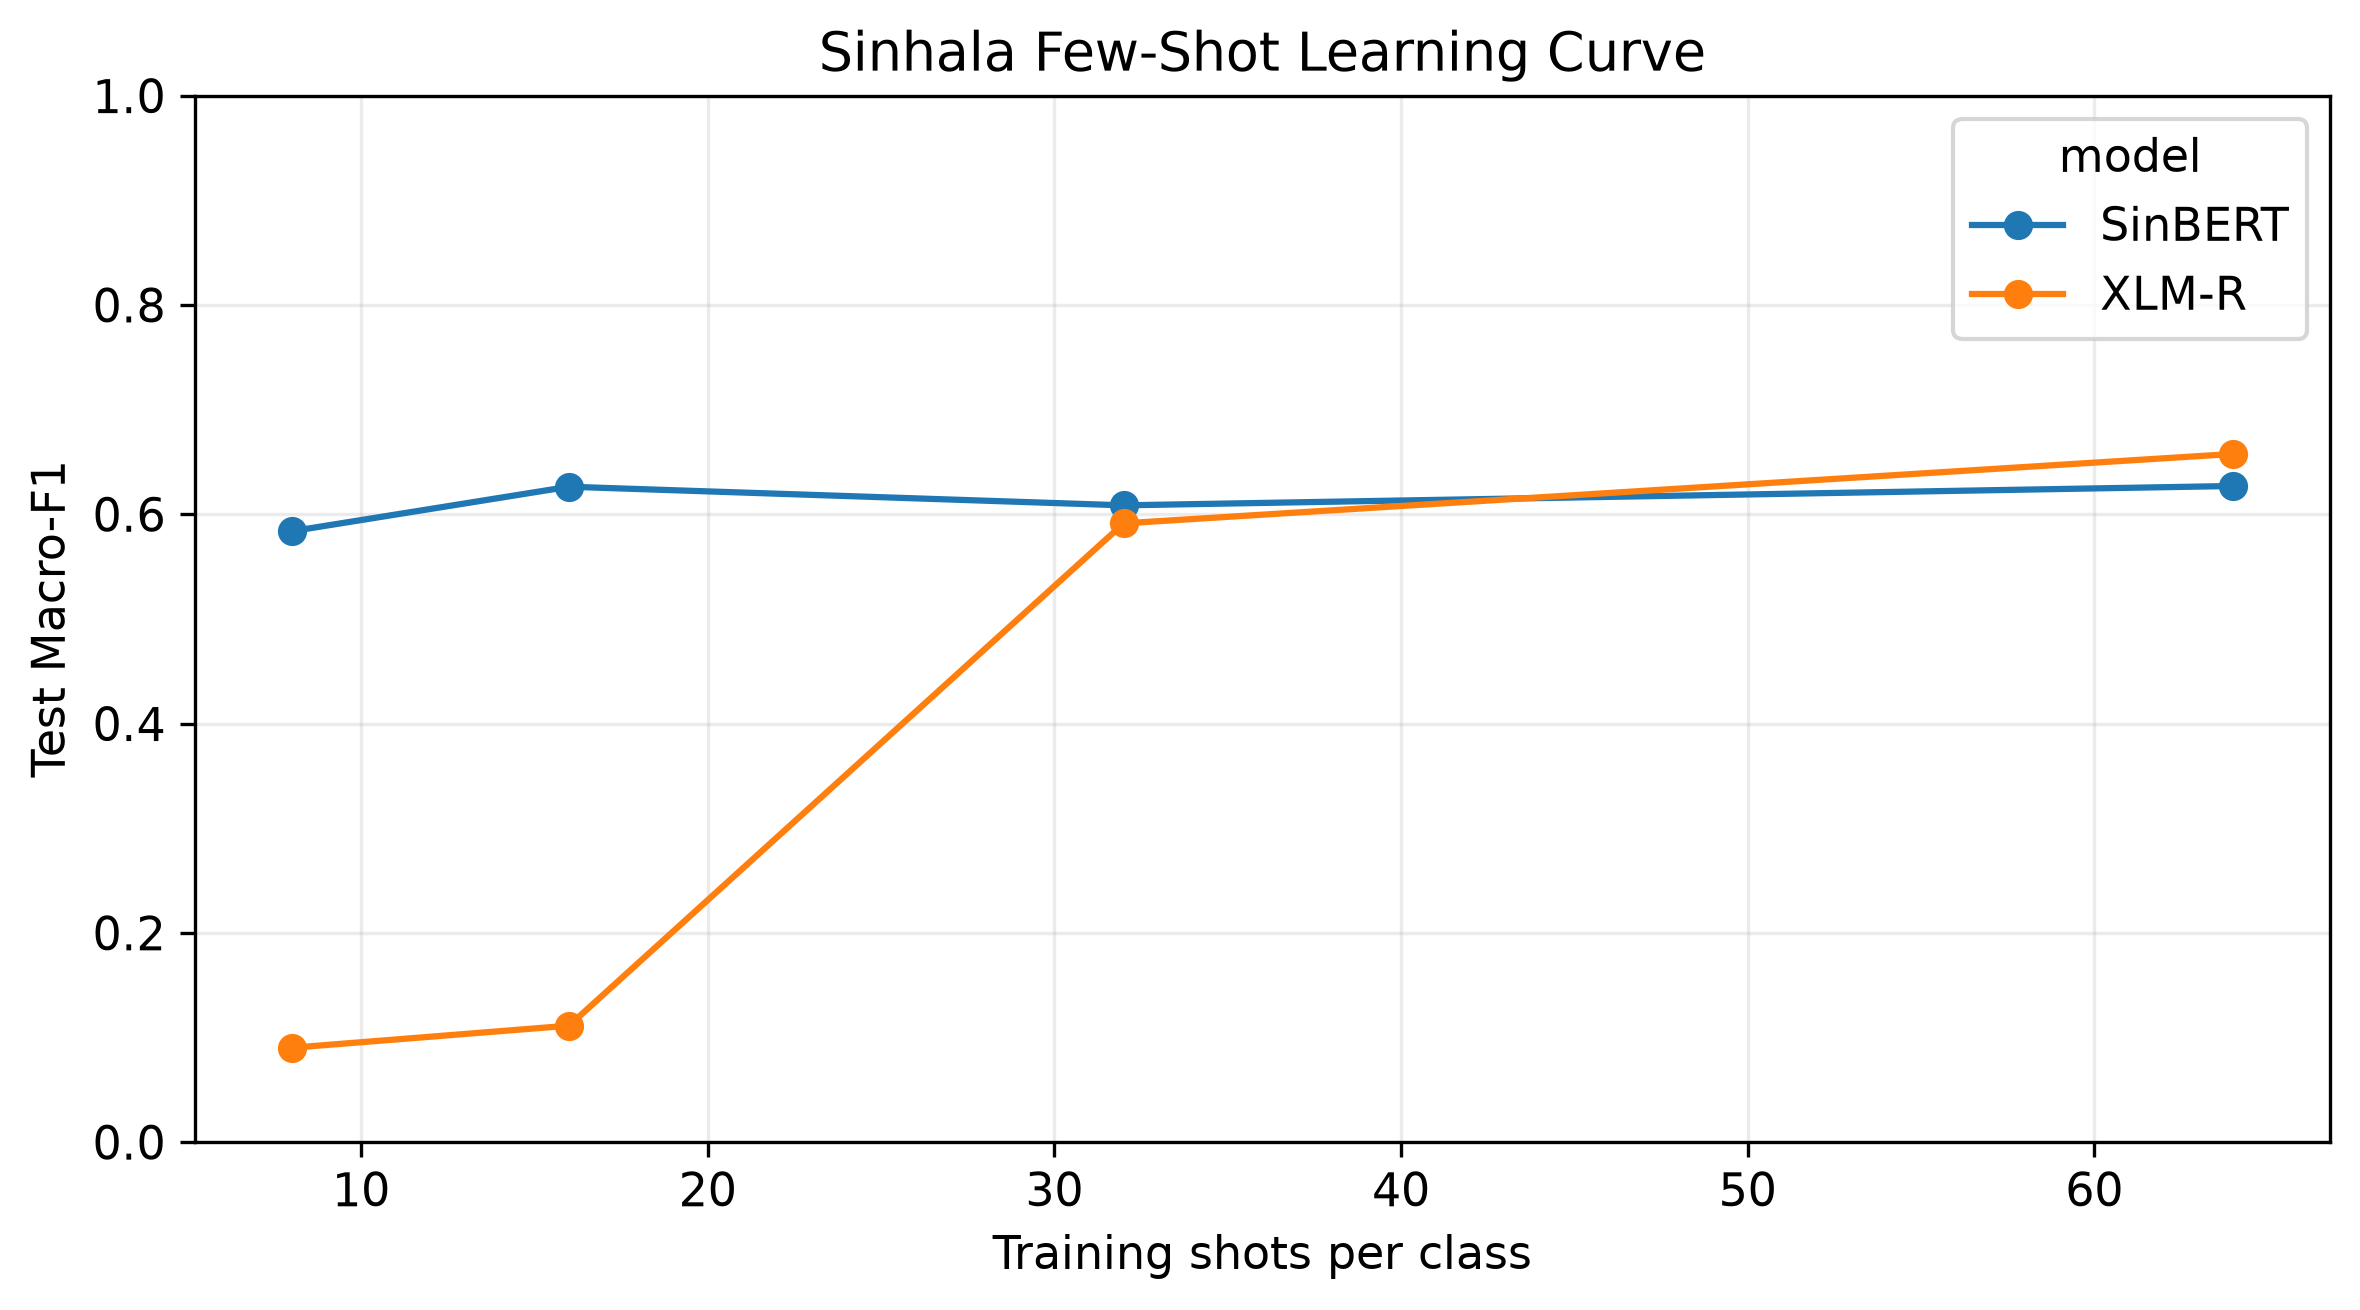 Sinhala Few-Shot Learning Curve
1.0
0.8
0.6
0.4
0.2
0.0
Test Macro-F1
model
SinBERT
XLM-R
10 20 30 40 50 60
Training shots per class